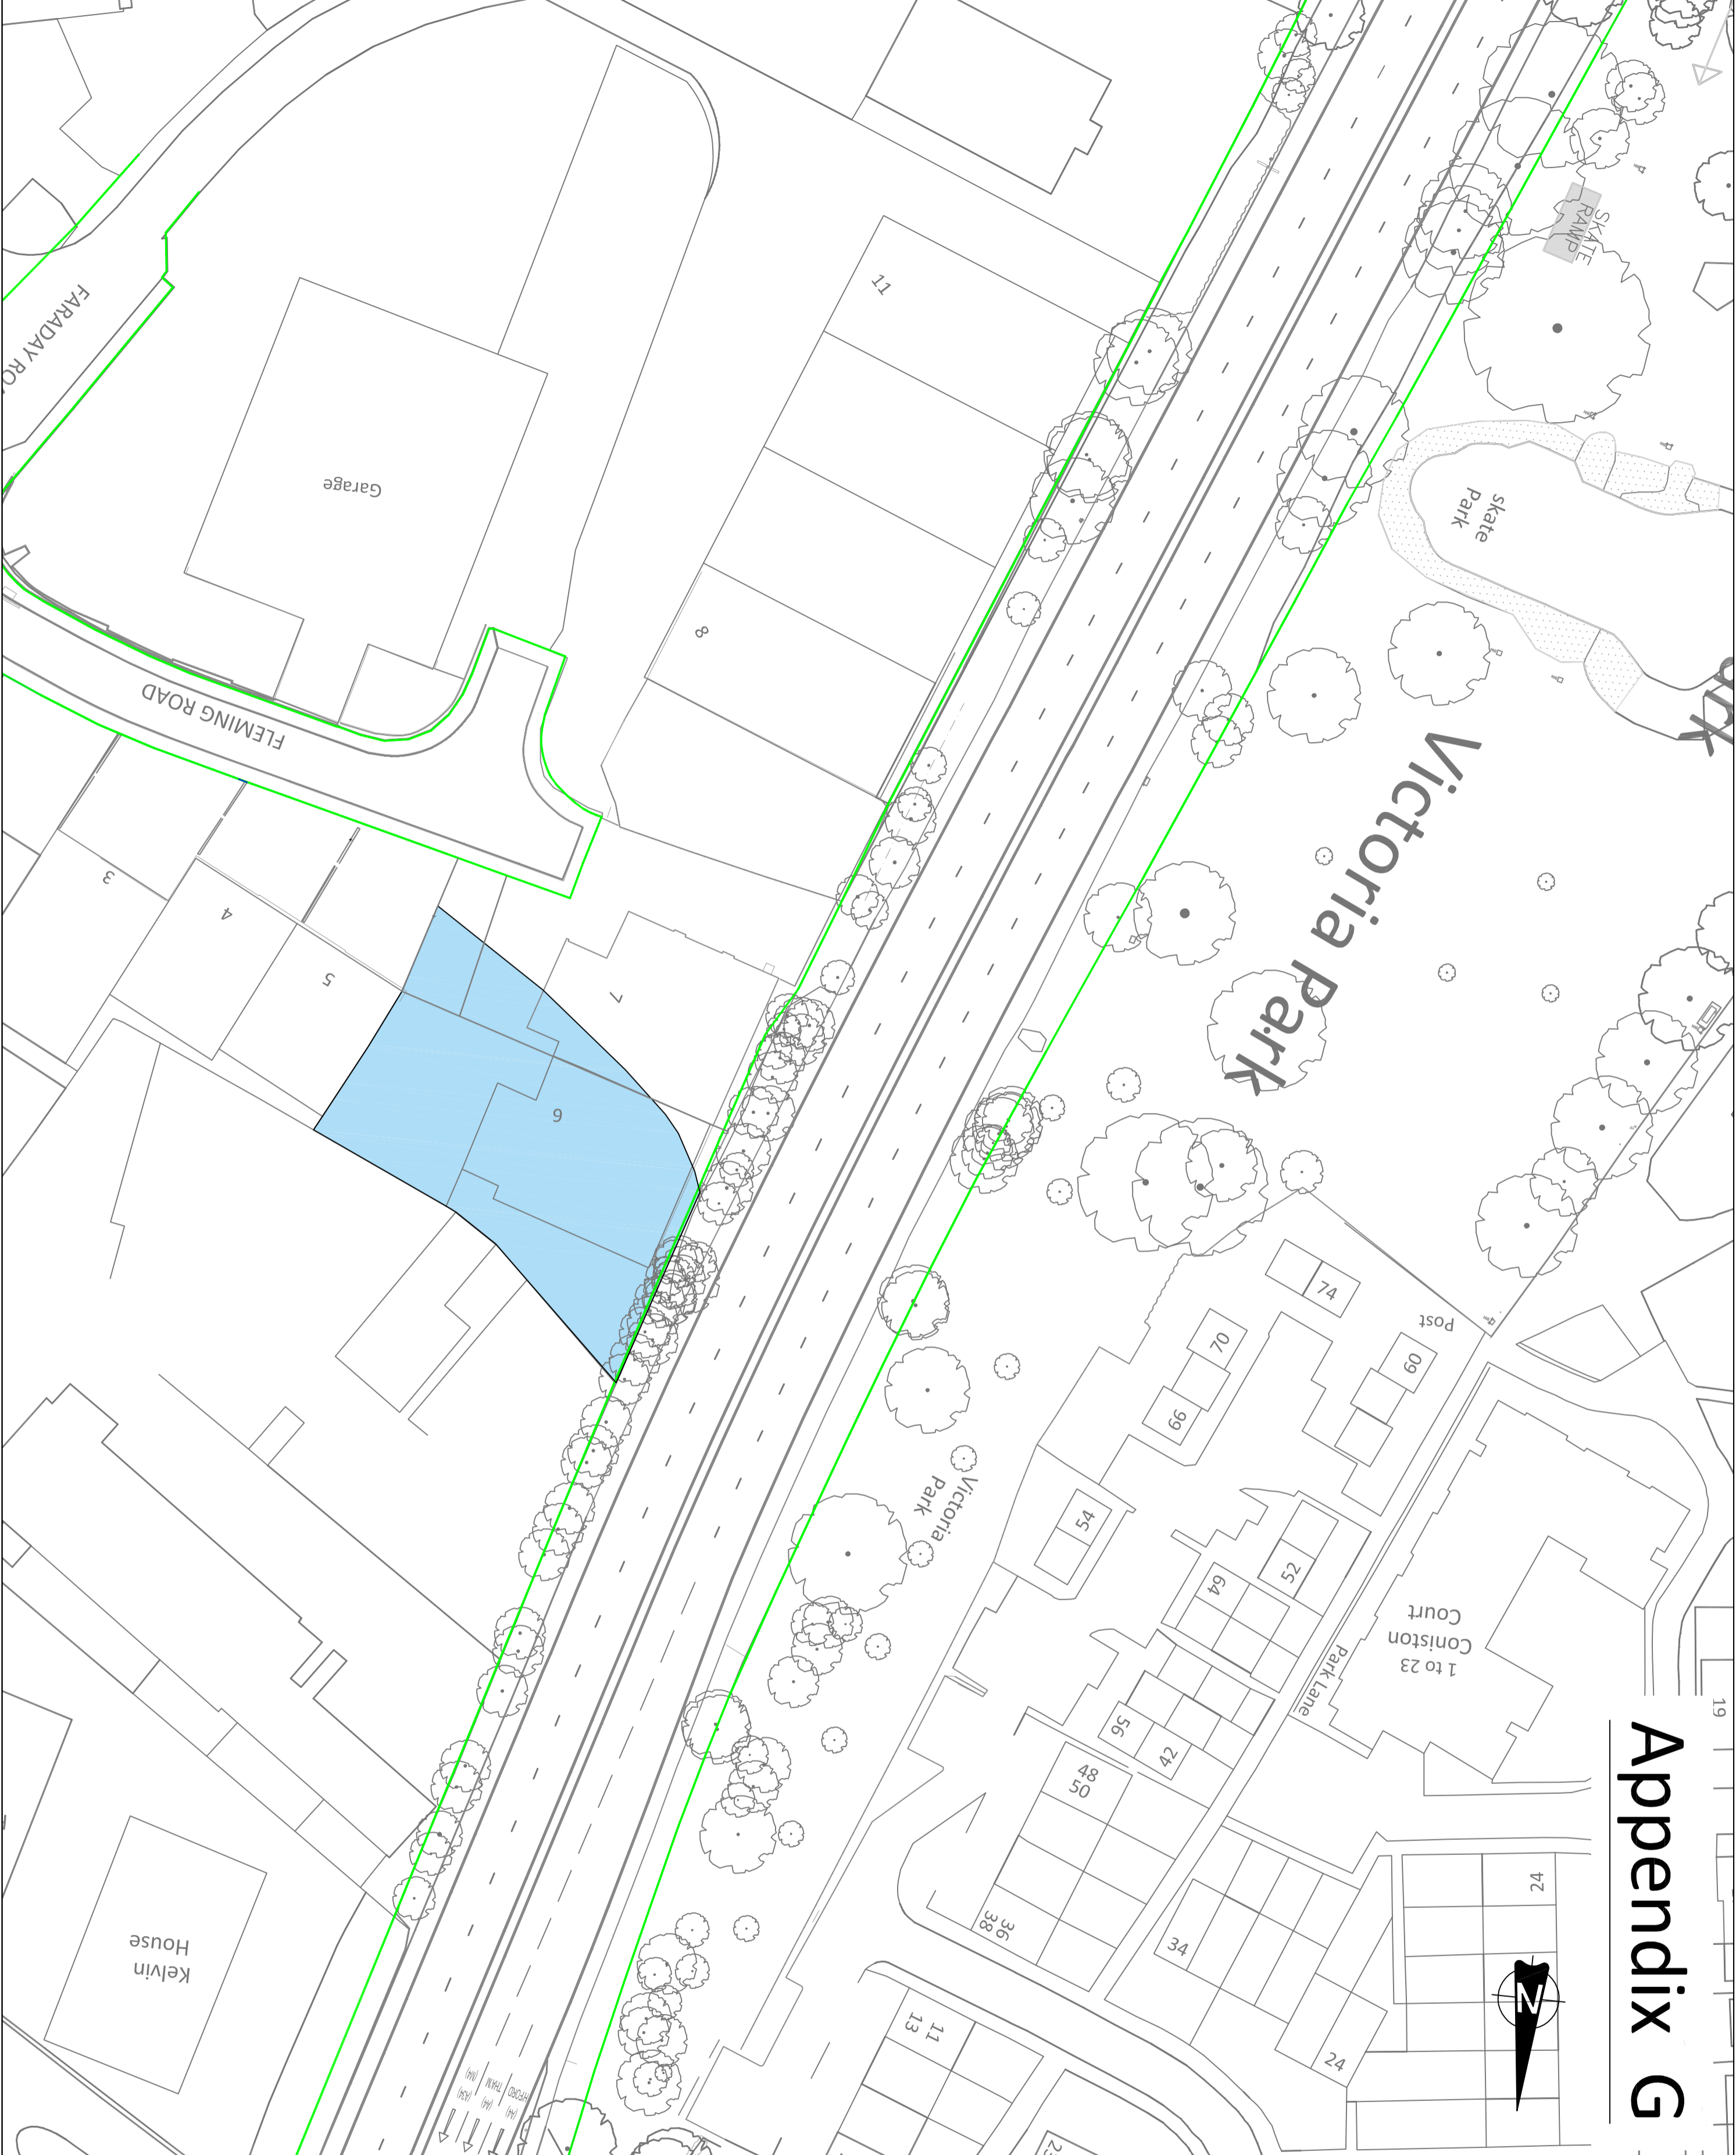 Appendix G
N
SKATE
RAMP
Skate
Park
ark
Victoria Park
Victoria
Park
FLEMING ROAD
Garage
11
8
7
6
5
4
3
74
70
66
60
Post
54
52
64
56
42
48
50
36
38
34
24
24
11
13
19
Park Lane
1 to 23
Coniston
Court
Kelvin
House